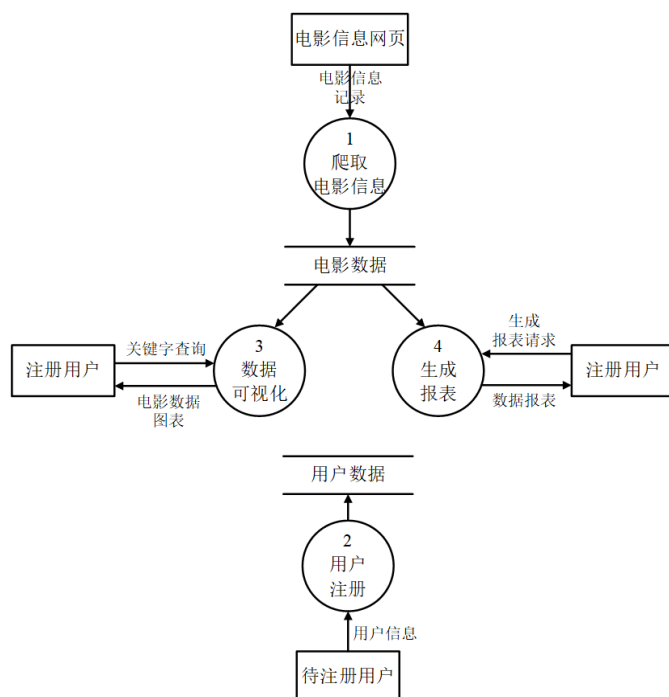 电影信息网页
电影信息
记录
1
爬取
电影信息
电影数据
注册用户
关键字查询
电影数据
图表
3
数据
可视化
4
生成
报表
生成
报表请求
数据报表
注册用户
用户数据
2
用户
注册
用户信息
待注册用户